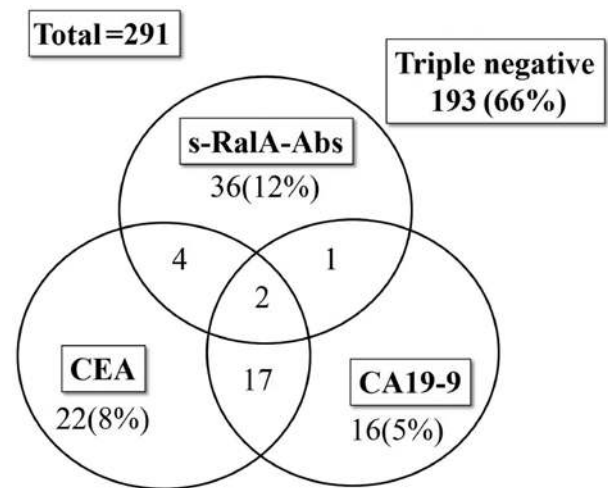 Total=291
Triple negative
193 (66%)
s-RalA-Abs
36(12%)
4
1
2
CEA
22(8%)
17
CA19-9
16(5%)